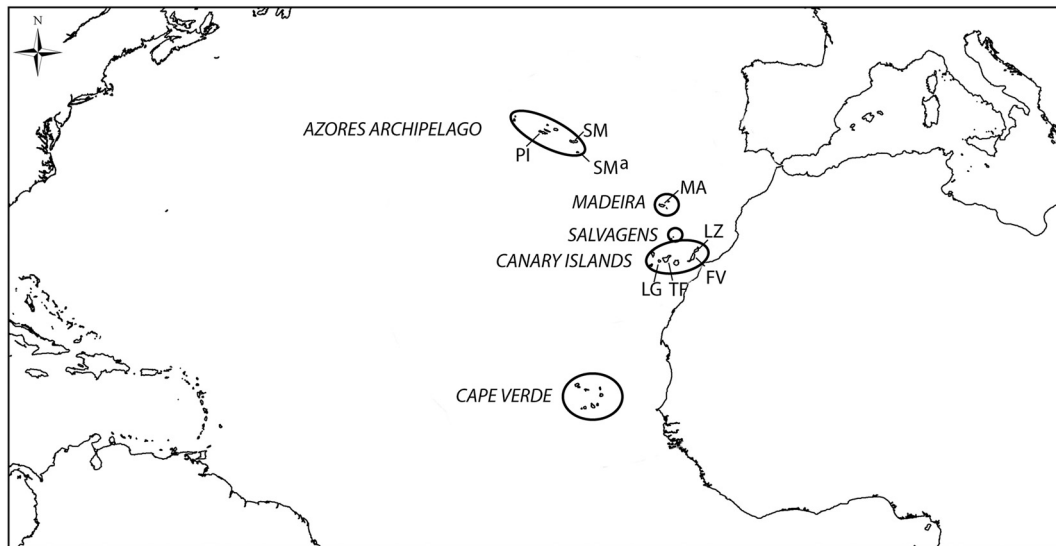 N
AZORES ARCHIPELAGO
SM
PI
SMa
MADEIRA
MA
SALVAGENS
LZ
CANARY ISLANDS
LG
TF
FV
CAPE VERDE